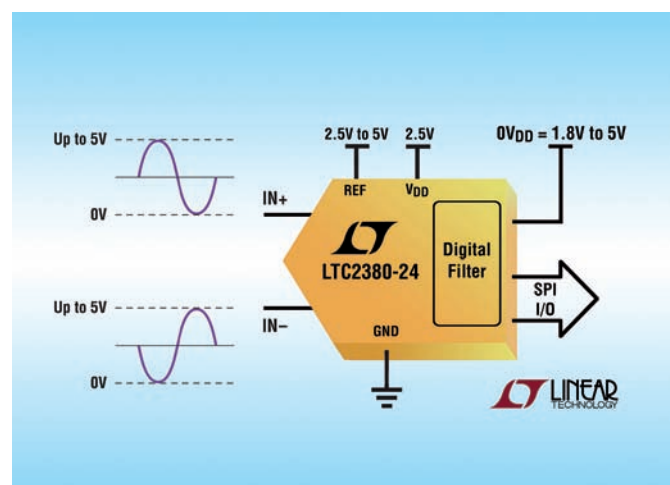 Up to 5V
0V
Up to 5V
0V
IN+
IN−
2.5V to 5V
2.5V
0VDD = 1.8V to 5V
REF
VDD
LTC2380-24
Digital
Filter
GND
SPI
I/O
LINEAR
TECHNOLOGY